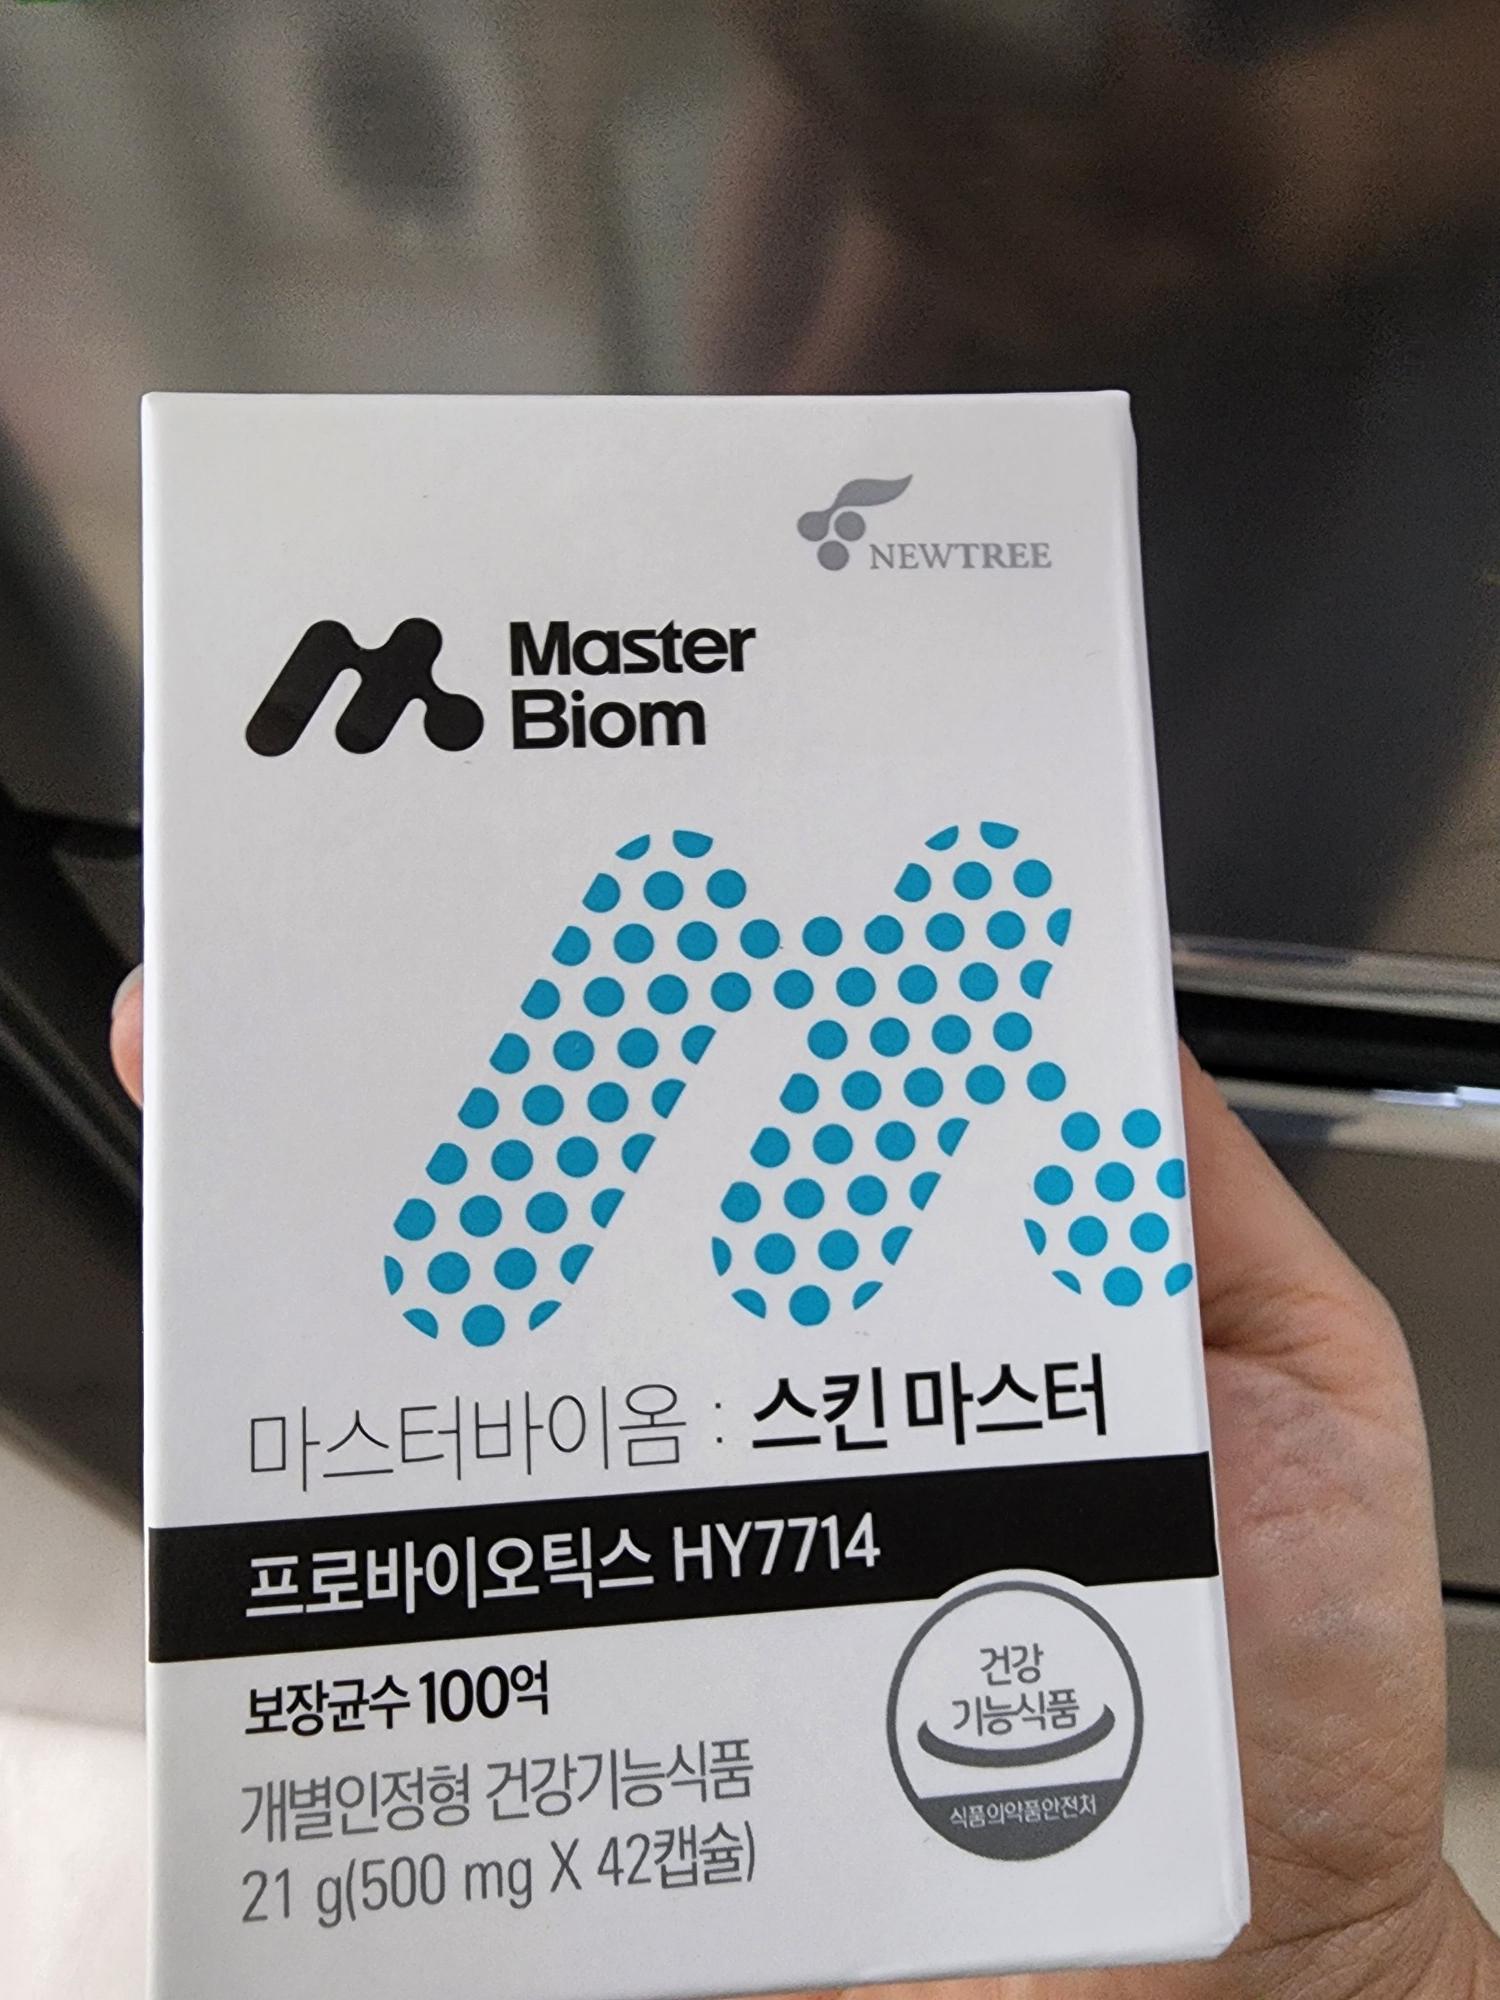 NEWTREE
Master
Biom
마스터바이옴 : 스킨 마스터
프로바이오틱스 HY7714
보장균수 100억
개별인정형 건강기능식품
21 g(500 mg X 42캡슐)
건강
기능식품
식품의약품안전처